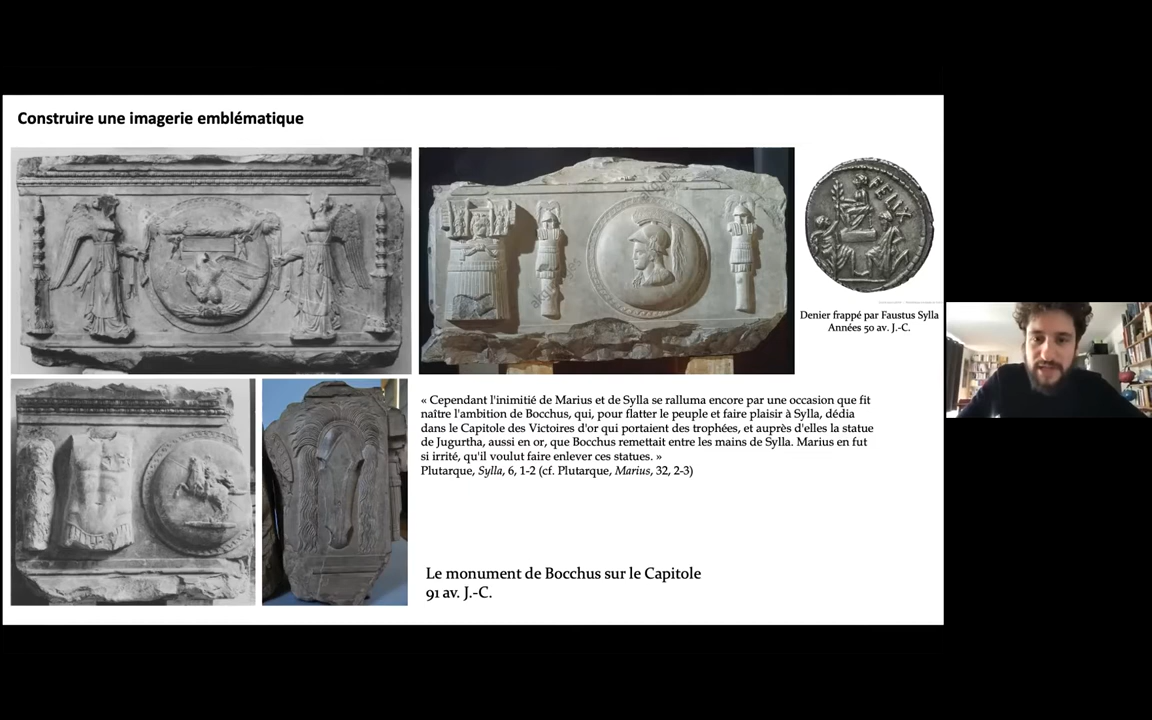 Construire une imagerie emblématique
FELIX
Denier frappé par Faustus Sylla
Années 50 av. J.-C.
« Cependant l'inimitié de Marius et de Sylla se ralluma encore par une occasion que fit
naître l'ambition de Bocchus, qui, pour flatter le peuple et faire plaisir à Sylla, dédia
dans le Capitole des Victoires d'or qui portaient des trophées, et auprès d'elles la statue
de Jugurtha, aussi en or, que Bocchus remettait entre les mains de Sylla. Marius en fut
si irrité, qu'il voulut faire enlever ces statues. »
Plutarque, Sylla, 6, 1-2 (cf. Plutarque, Marius, 32, 2-3)
Le monument de Bocchus sur le Capitole
91 av. J.-C.